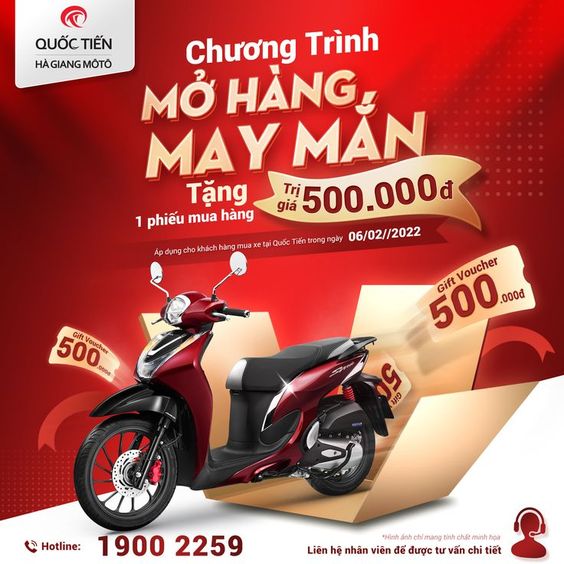 QUỐC TIẾN
HÀ GIANG MÔTÔ
Chương Trình
MỞ HÀNG
MAY MẮN
Tặng
1 phiếu mua hàng
Trị giá 500.000đ
Áp dụng cho khách hàng mua xe tại Quốc Tiến trong ngày 06/02//2022
Gift Voucher
500.000đ
Gift Voucher
500.000
Gift
50
*Hình ảnh chỉ mang tính chất minh họa
Hotline: 1900 2259
Liên hệ nhân viên để được tư vấn chi tiết